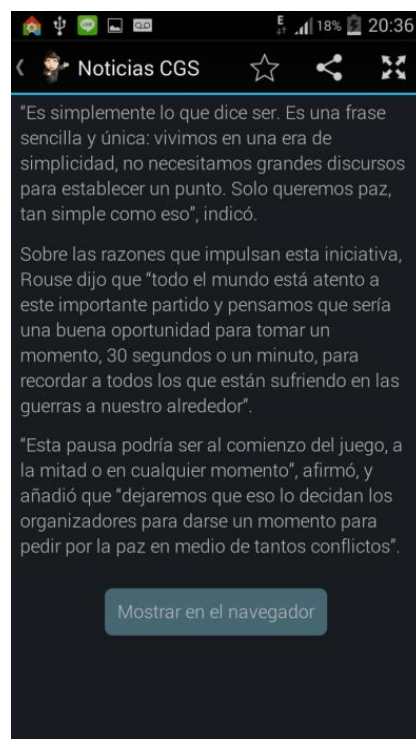 E 18% 20:36
Noticias CGS
“Es simplemente lo que dice ser. Es una frase
sencilla y única: vivimos en una era de
simplicidad, no necesitamos grandes discursos
para establecer un punto. Solo queremos paz,
tan simple como eso”, indicó.
Sobre las razones que impulsan esta iniciativa,
Rouse dijo que “todo el mundo está atento a
este importante partido y pensamos que sería
una buena oportunidad para tomar un
momento, 30 segundos o un minuto, para
recordar a todos los que están sufriendo en las
guerras a nuestro alrededor”.
“Esta pausa podría ser al comienzo del juego, a
la mitad o en cualquier momento”, afirmó, y
añadió que “dejaremos que eso lo decidan los
organizadores para darse un momento para
pedir por la paz en medio de tantos conflictos”.
Mostrar en el navegador